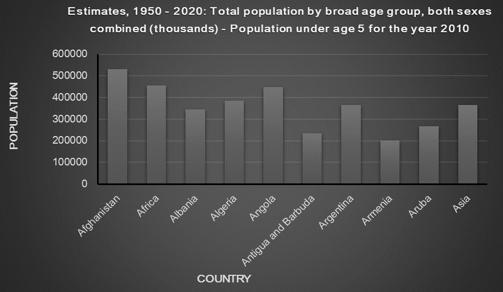 Estimates, 1950 - 2020: Total population by broad age group, both sexes
combined (thousands) - Population under age 5 for the year 2010
POPULATION
600000
500000
400000
300000
200000
100000
0
Afghanistan
Africa
Albania
Algeria
Angola
Antigua and Barbuda
Argentina
Armenia
Aruba
Asia
COUNTRY